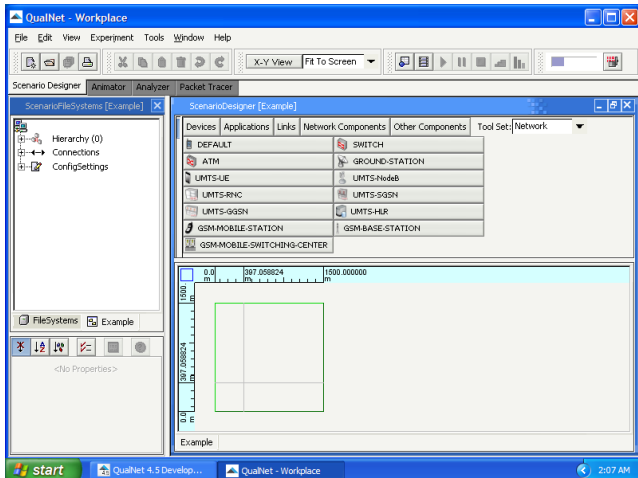 QualNet - Workplace
File Edit View Experiment Tools Window Help
X-Y View Fit To Screen
Scenario Designer Animator Analyzer Packet Tracer
ScenarioFileSystems [Example]
ScenarioDesigner [Example]
Devices Applications Links Network Components Other Components Tool Set: Network
Hierarchy (0)
Connections
ConfigSettings
DEFAULT SWITCH
ATM GROUND-STATION
UMTS-UE UMTS-NodeB
UMTS-RNC UMTS-SGSN
UMTS-GGSN UMTS-HLR
GSM-MOBILE-STATION GSM-BASE-STATION
GSM-MOBILE-SWITCHING-CENTER
0.0 m 397.058824 m 1500.000000 m
1500. m
397.058824 m
0.0 m
FileSystems Example
<No Properties>
Example
start QualNet 4.5 Develop... QualNet - Workplace 2:07 AM